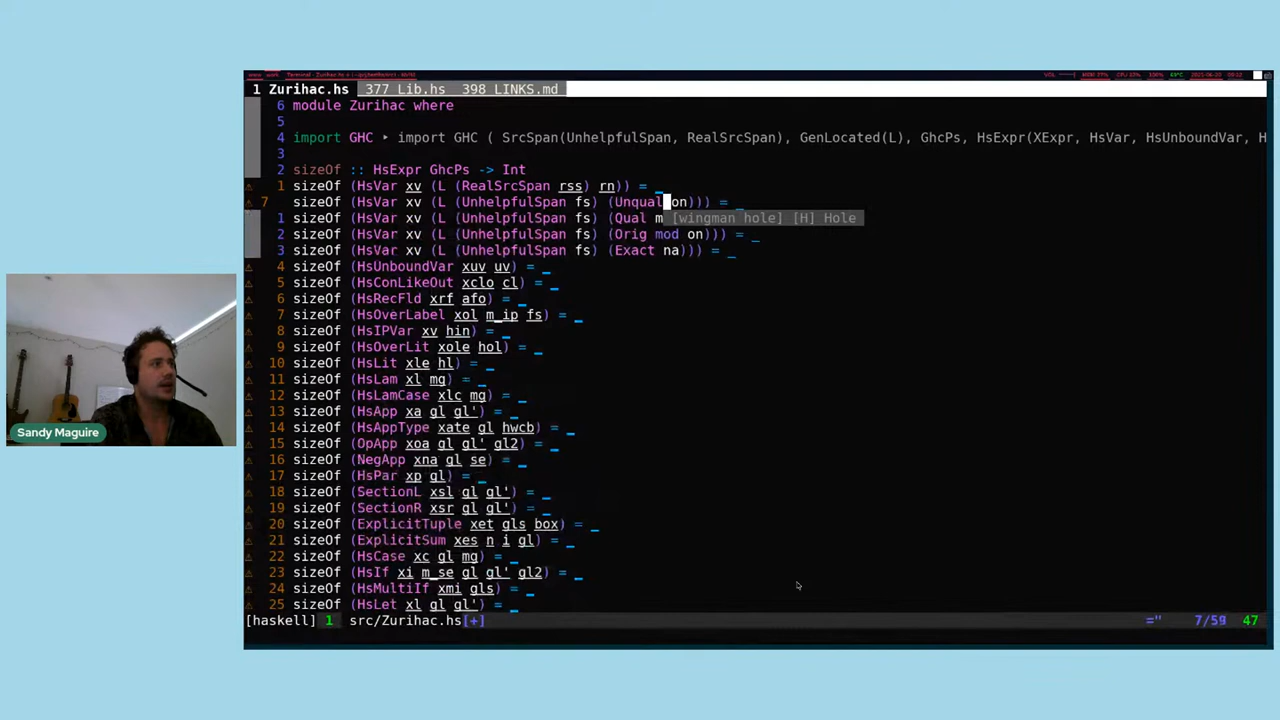 1 Zurihac.hs 377 Lib.hs 398 LINKS.md
6 module Zurihac where
5
4 import GHC ▸ import GHC ( SrcSpan(UnhelpfulSpan, RealSrcSpan), GenLocated(L), GhcPs, HsExpr(XExpr, HsVar, HsUnboundVar, H
3
2 sizeOf :: HsExpr GhcPs -> Int
1 sizeOf (HsVar xv (L (RealSrcSpan rss) rn)) = _
7 sizeOf (HsVar xv (L (UnhelpfulSpan fs) (Unqual on))) = _
1 sizeOf (HsVar xv (L (UnhelpfulSpan fs) (Qual m [wingman hole] [H] Hole
2 sizeOf (HsVar xv (L (UnhelpfulSpan fs) (Orig mod on))) = _
3 sizeOf (HsVar xv (L (UnhelpfulSpan fs) (Exact na))) = _
4 sizeOf (HsUnboundVar xuv uv) = _
5 sizeOf (HsConLikeOut xclo cl) = _
6 sizeOf (HsRecFld xrf afo) = _
7 sizeOf (HsOverLabel xol m_ip fs) = _
8 sizeOf (HsIPVar xv hin) = _
9 sizeOf (HsOverLit xole hol) = _
10 sizeOf (HsLit xle hl) = _
11 sizeOf (HsLam xl mg) = _
12 sizeOf (HsLamCase xlc mg) = _
13 sizeOf (HsApp xa gl gl') = _
14 sizeOf (HsAppType xate gl hwcb) = _
15 sizeOf (OpApp xoa gl gl' gl2) = _
16 sizeOf (NegApp xna gl se) = _
17 sizeOf (HsPar xp gl) = _
18 sizeOf (SectionL xsl gl gl') = _
19 sizeOf (SectionR xsr gl gl') = _
20 sizeOf (ExplicitTuple xet gls box) = _
21 sizeOf (ExplicitSum xes n i gl) = _
22 sizeOf (HsCase xc gl mg) = _
23 sizeOf (HsIf xi m_se gl gl' gl2) = _
24 sizeOf (HsMultiIf xmi gls) = _
25 sizeOf (HsLet xl gl gl') = _
[haskell] 1 src/Zurihac.hs[+] =" 7/59 47
Sandy Maguire